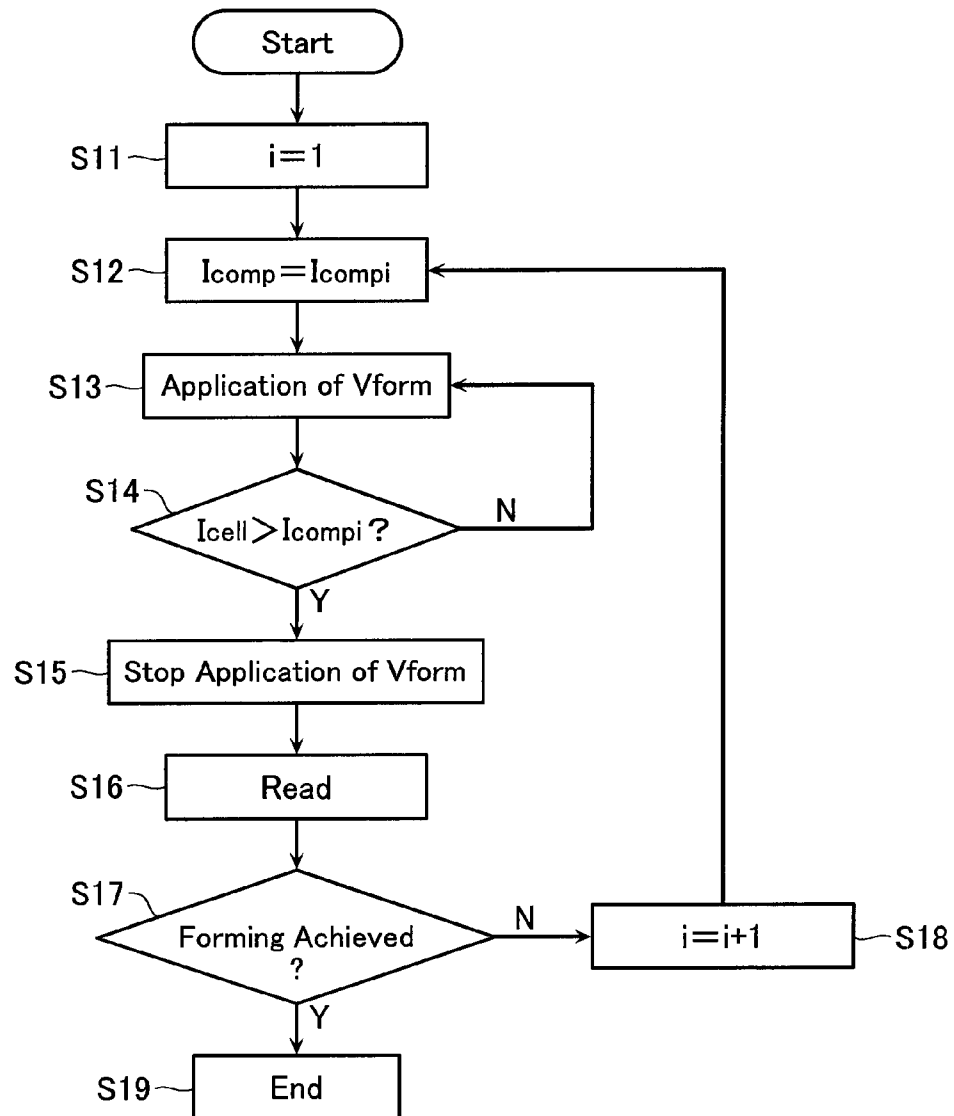 Start
S11
i=1
S12
Icomp=Icompi
S13
Application of Vform
S14
Icell>Icompi?
N
Y
S15
Stop Application of Vform
S16
Read
S17
Forming Achieved
?
N
i=i+1
S18
Y
S19
End